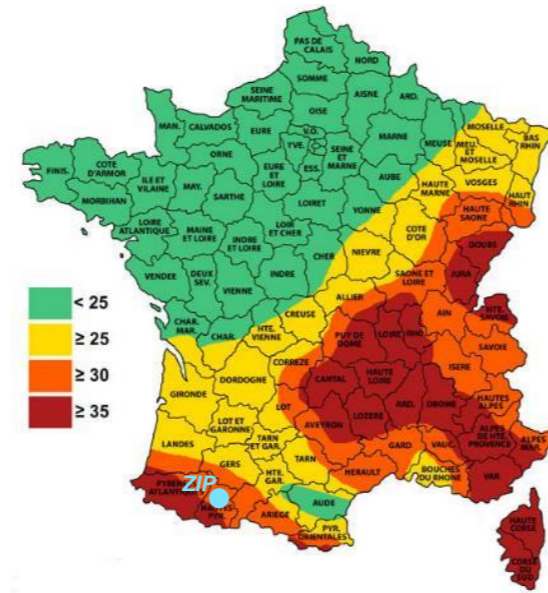 PAS DE
CALAIS
NORD
SOMME
SEINE
MARITIME
AISNE
ARD.
OISE
MAN.
CALVADOS
EURE
V.O.
YVE.
ESS.
SEINE
ET
MARNE
MARNE
MEUSE
MOSELLE
MEU.
ET
MOSELLE
BAS
RHIN
FINIS.
COTE
D'ARMOR
ILE ET
VILAINE
MORBIHAN
MAY.
ORNE
SARTHE
EURE
ET
LOIRE
LOIRET
YONNE
AUBE
HAUTE
MARNE
VOSGES
HAUT
RHIN
LOIRE
ATLANTIQUE
MAINE
ET LOIRE
INDRE
ET LOIRE
LOIR
ET CHER
CHER
NIEVRE
COTE
D'OR
HAUTE
SAONE
DOUBS
JURA
VENDEE
DEUX
SEV.
VIENNE
INDRE
SAONE ET
LOIRE
ALLIER
CREUSE
HTE.
VIENNE
CHAR.
MAR.
CHAR.
< 25
≥ 25
≥ 30
≥ 35
PUY DE
DOME
LOIRE
RHO
AIN
HTE.
SAVOIE
SAVOIE
ISERE
CORREZE
DORDOGNE
GIRONDE
CANTAL
HAUTE
LOIRE
ARD.
DROME
HAUTES
ALPES
LOT
LOT ET
GARONNE
AVEYRON
LOZERE
TARN
ET GAR.
LANDES
GERS
TARN
GARD
VAUC.
ALPES
DE HTE.
PROVENCE
ALPES
MAR.
HERAULT
BOUCHES
DU RHONE
VAR
HTE.
GAR.
ZIP
ATLANTIQUE
PYR.
ARIEGE
AUDE
PYR.
ORIENTALES
HAUTE
CORSE
CORSE
DU
SUD